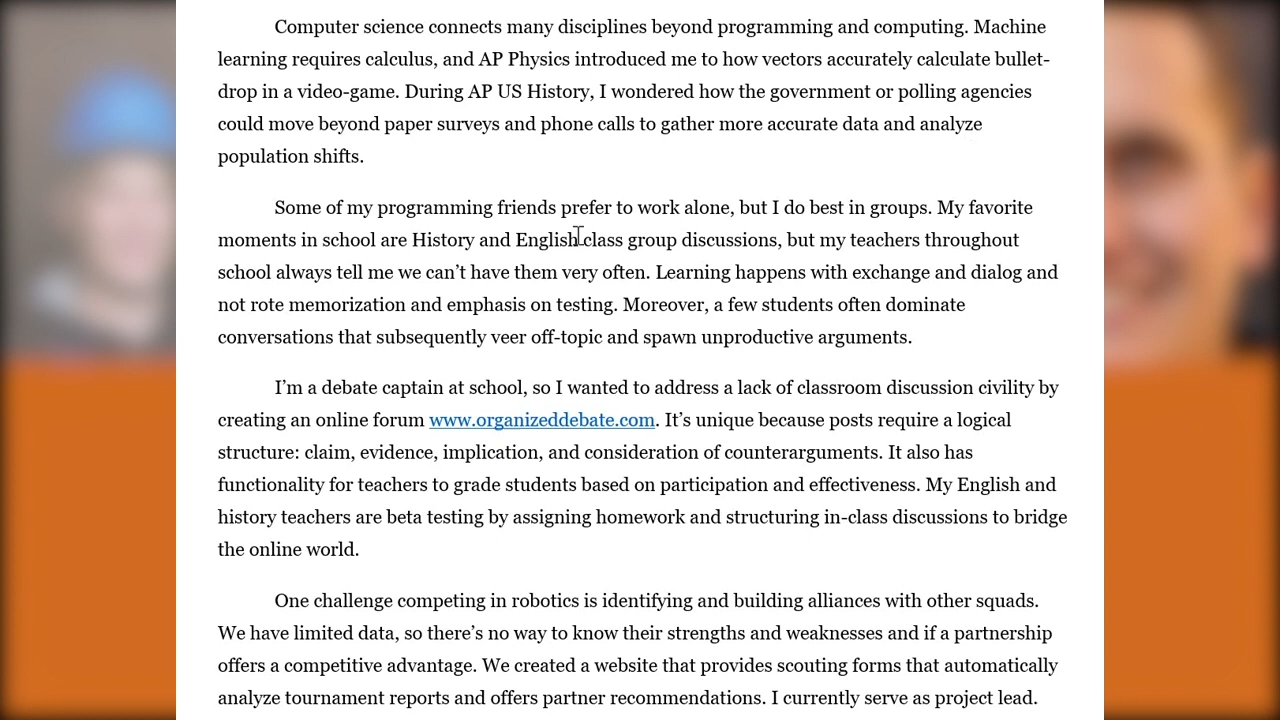 Computer science connects many disciplines beyond programming and computing. Machine
learning requires calculus, and AP Physics introduced me to how vectors accurately calculate bullet-
drop in a video-game. During AP US History, I wondered how the government or polling agencies
could move beyond paper surveys and phone calls to gather more accurate data and analyze
population shifts.
Some of my programming friends prefer to work alone, but I do best in groups. My favorite
moments in school are History and English class group discussions, but my teachers throughout
school always tell me we can’t have them very often. Learning happens with exchange and dialog and
not rote memorization and emphasis on testing. Moreover, a few students often dominate
conversations that subsequently veer off-topic and spawn unproductive arguments.
I’m a debate captain at school, so I wanted to address a lack of classroom discussion civility by
creating an online forum www.organizeddebate.com. It’s unique because posts require a logical
structure: claim, evidence, implication, and consideration of counterarguments. It also has
functionality for teachers to grade students based on participation and effectiveness. My English and
history teachers are beta testing by assigning homework and structuring in-class discussions to bridge
the online world.
One challenge competing in robotics is identifying and building alliances with other squads.
We have limited data, so there’s no way to know their strengths and weaknesses and if a partnership
offers a competitive advantage. We created a website that provides scouting forms that automatically
analyze tournament reports and offers partner recommendations. I currently serve as project lead.